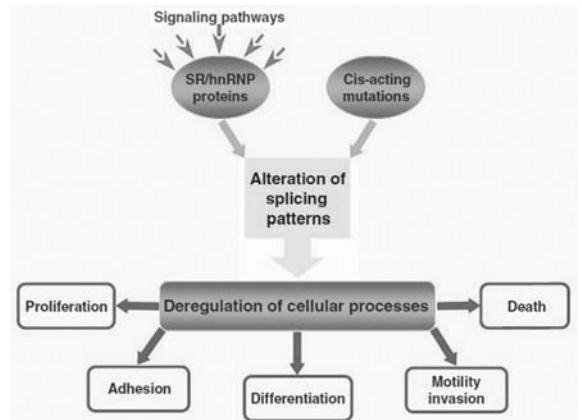 Signaling pathways
SR/hnRNP
proteins
Cis-acting
mutations
Alteration of
splicing
patterns
Deregulation of cellular processes
Proliferation
Death
Adhesion
Differentiation
Motility
invasion